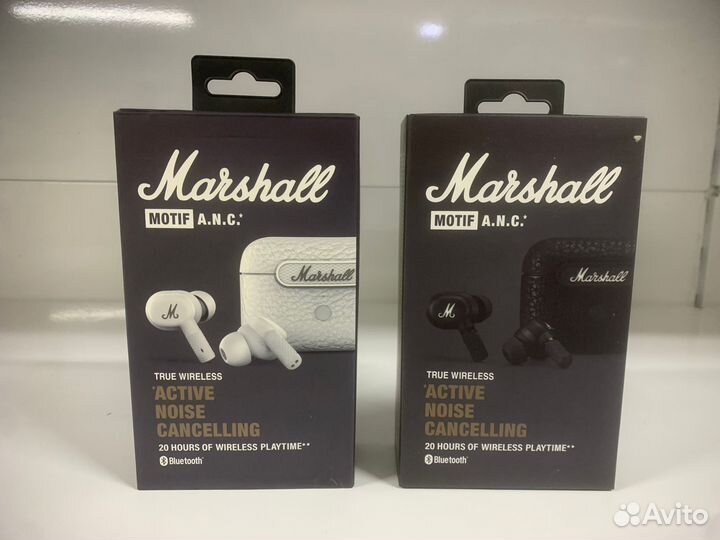 Marshall
MOTIF A.N.C.*
Marshall
M
TRUE WIRELESS
*ACTIVE
NOISE
CANCELLING
20 HOURS OF WIRELESS PLAYTIME**
Bluetooth®
Marshall
MOTIF A.N.C.*
Marshall
M
TRUE WIRELESS
*ACTIVE
NOISE
CANCELLING
20 HOURS OF WIRELESS PLAYTIME**
Bluetooth®
Avito